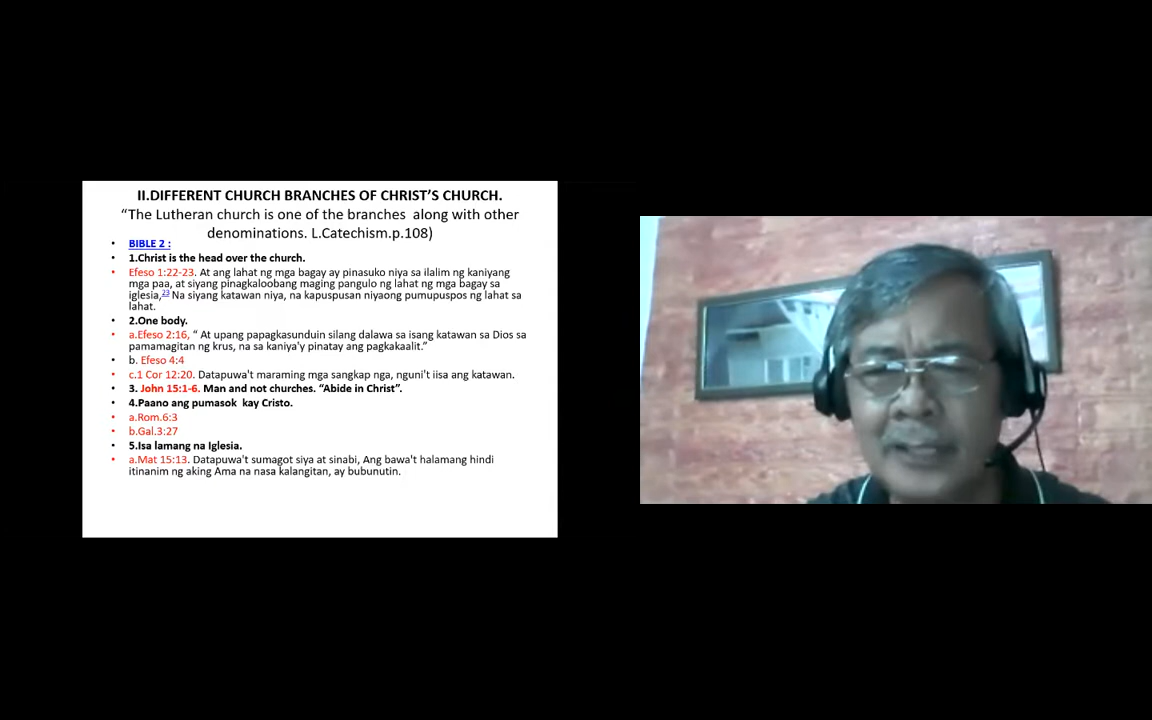 II.DIFFERENT CHURCH BRANCHES OF CHRIST'S CHURCH.
“The Lutheran church is one of the branches along with other
denominations. L.Catechism.p.108)
• BIBLE 2 :
• 1.Christ is the head over the church.
• Efeso 1:22-23. At ang lahat ng mga bagay ay pinasuko niya sa ilalim ng kaniyang
mga paa, at siyang pinagkaloobang maging pangulo ng lahat ng mga bagay sa
iglesia,23 Na siyang katawan niya, na kapuspusan niyaong pumupuspos ng lahat sa
lahat.
• 2.One body.
• a.Efeso 2:16, “ At upang papagkasunduin silang dalawa sa isang katawan sa Dios sa
pamamagitan ng krus, na sa kaniya'y pinatay ang pagkakaalit.”
• b. Efeso 4:4
• c.1 Cor 12:20. Datapuwa't maraming mga sangkap nga, nguni't iisa ang katawan.
• 3. John 15:1-6. Man and not churches. “Abide in Christ”.
• 4.Paano ang pumasok kay Cristo.
• a.Rom.6:3
• b.Gal.3:27
• 5.Isa lamang na Iglesia.
• a.Mat 15:13. Datapuwa't sumagot siya at sinabi, Ang bawa't halamang hindi
itinanim ng aking Ama na nasa kalangitan, ay bubunutin.